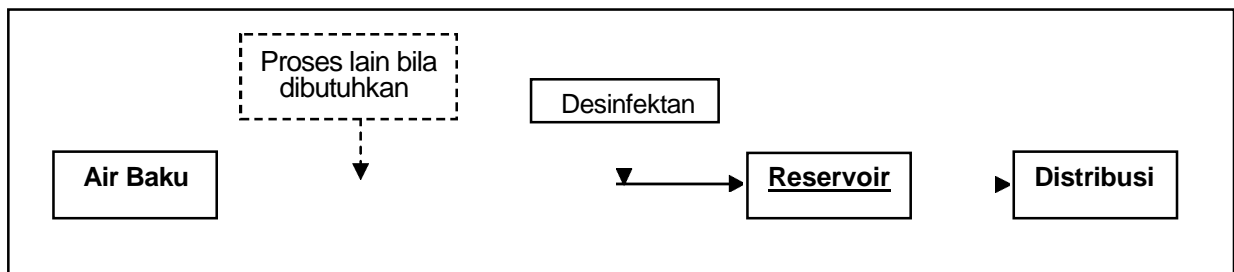 Proses lain bila
dibutuhkan
Desinfektan
Air Baku
Reservoir
Distribusi